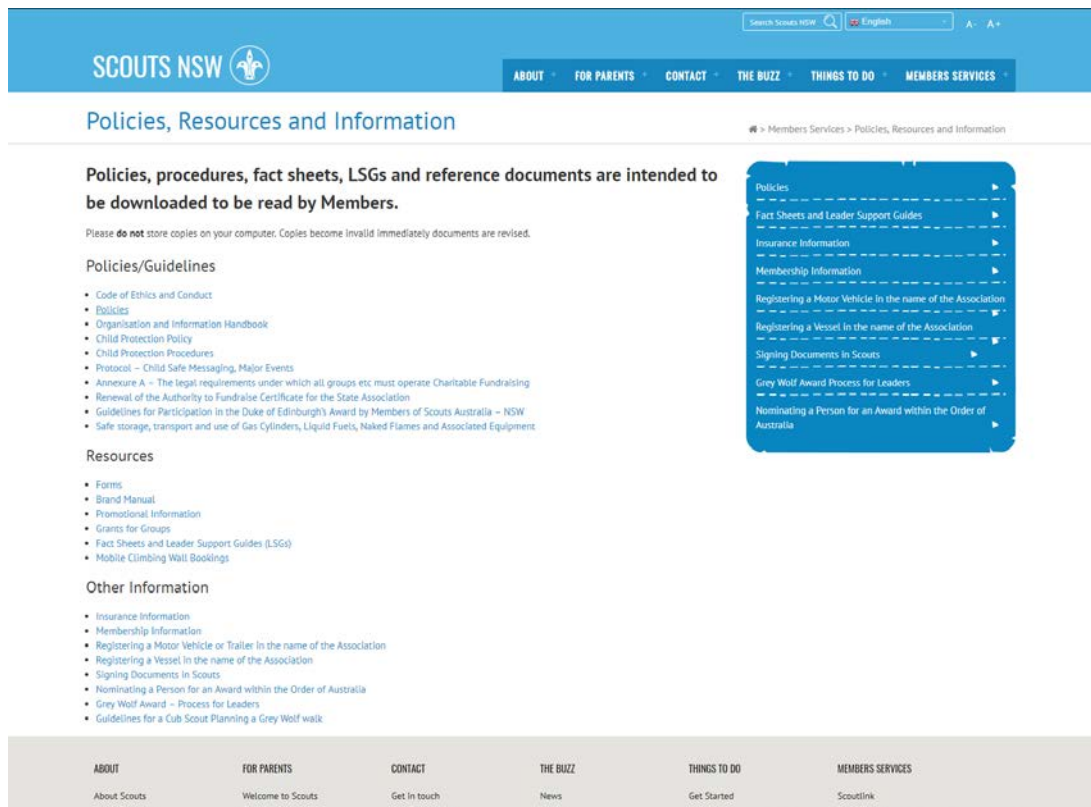 Search Scouts NSW
English
A- A+
SCOUTS NSW
ABOUT + FOR PARENTS + CONTACT + THE BUZZ + THINGS TO DO + MEMBERS SERVICES +
Policies, Resources and Information
> Members Services > Policies, Resources and Information
Policies, procedures, fact sheets, LSGs and reference documents are intended to
be downloaded to be read by Members.
Please do not store copies on your computer. Copies become invalid immediately documents are revised.
Policies/Guidelines
• Code of Ethics and Conduct
• Policies
• Organisation and Information Handbook
• Child Protection Policy
• Child Protection Procedures
• Protocol – Child Safe Messaging, Major Events
• Annexure A – The legal requirements under which all groups etc must operate Charitable Fundraising
• Renewal of the Authority to Fundraise Certificate for the State Association
• Guidelines for Participation in the Duke of Edinburgh's Award by Members of Scouts Australia – NSW
• Safe storage, transport and use of Gas Cylinders, Liquid Fuels, Naked Flames and Associated Equipment
Resources
• Forms
• Brand Manual
• Promotional Information
• Grants for Groups
• Fact Sheets and Leader Support Guides (LSGs)
• Mobile Climbing Wall Bookings
Other Information
• Insurance Information
• Membership Information
• Registering a Motor Vehicle or Trailer in the name of the Association
• Registering a Vessel in the name of the Association
• Signing Documents in Scouts
• Nominating a Person for an Award within the Order of Australia
• Grey Wolf Award – Process for Leaders
• Guidelines for a Cub Scout Planning a Grey Wolf walk
Policies
Fact Sheets and Leader Support Guides
Insurance Information
Membership Information
Registering a Motor Vehicle in the name of the Association
Registering a Vessel in the name of the Association
Signing Documents in Scouts
Grey Wolf Award Process for Leaders
Nominating a Person for an Award within the Order of
Australia
ABOUT FOR PARENTS CONTACT THE BUZZ THINGS TO DO MEMBERS SERVICES
About Scouts Welcome to Scouts Get in touch News Get Started Scoutlink